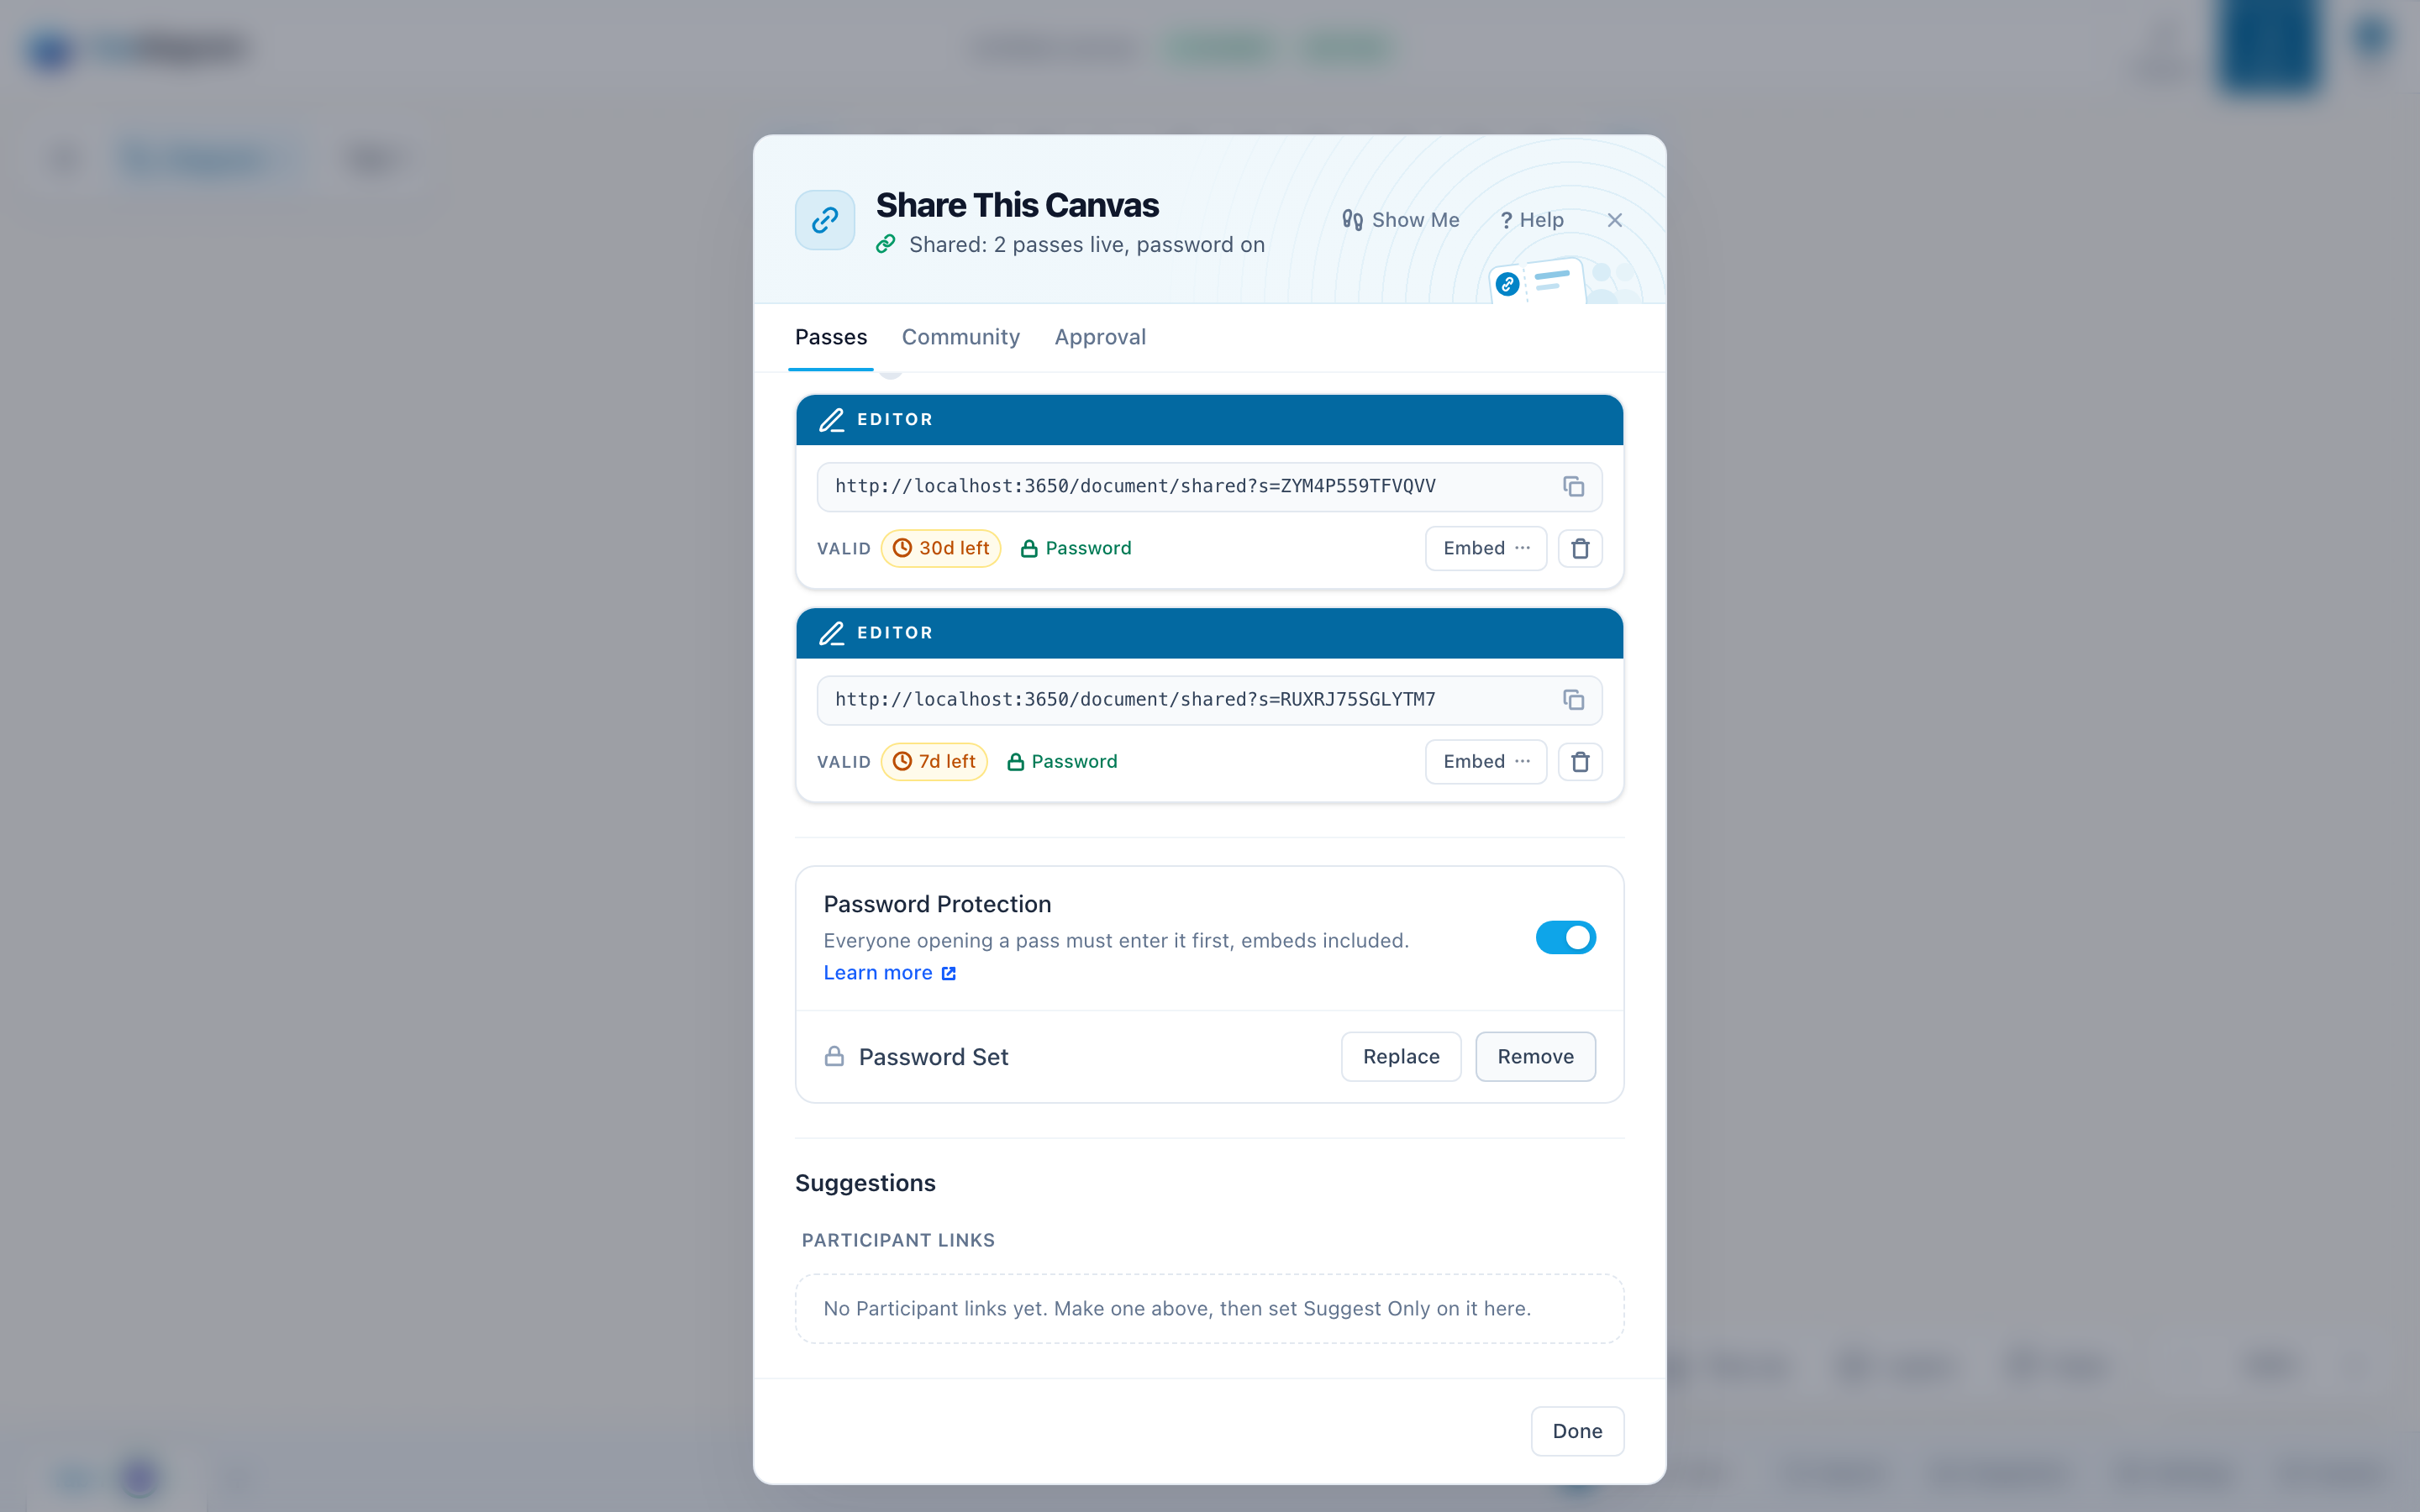 Share This Canvas
Shared: 2 passes live, password on
Show Me
? Help
Passes
Community
Approval
EDITOR
http://localhost:3650/document/shared?s=ZYM4P559TFVQVV
VALID
30d left
Password
Embed ···
EDITOR
http://localhost:3650/document/shared?s=RUXRJ75SGLYTM7
VALID
7d left
Password
Embed ···
Password Protection
Everyone opening a pass must enter it first, embeds included.
Learn more
Password Set
Replace
Remove
Suggestions
PARTICIPANT LINKS
No Participant links yet. Make one above, then set Suggest Only on it here.
Done